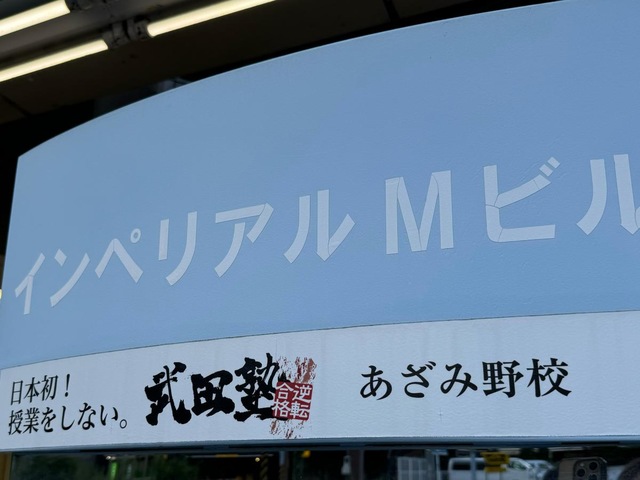 インペリアル Mビル
日本初!
授業をしない。
武田塾
逆転
合格
あざみ野校